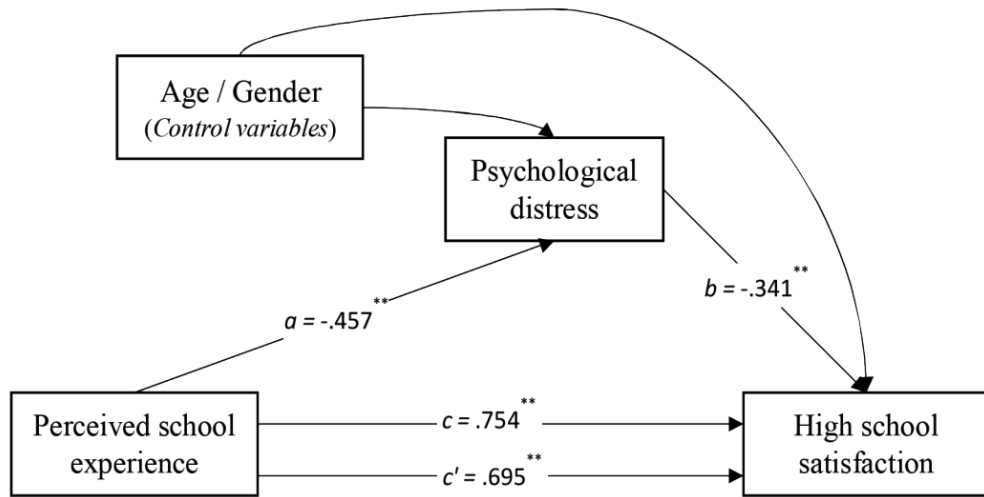 Age / Gender
(Control variables)
Psychological
distress
a = -.457**
b = -.341**
Perceived school
experience
c = .754**
c' = .695**
High school
satisfaction